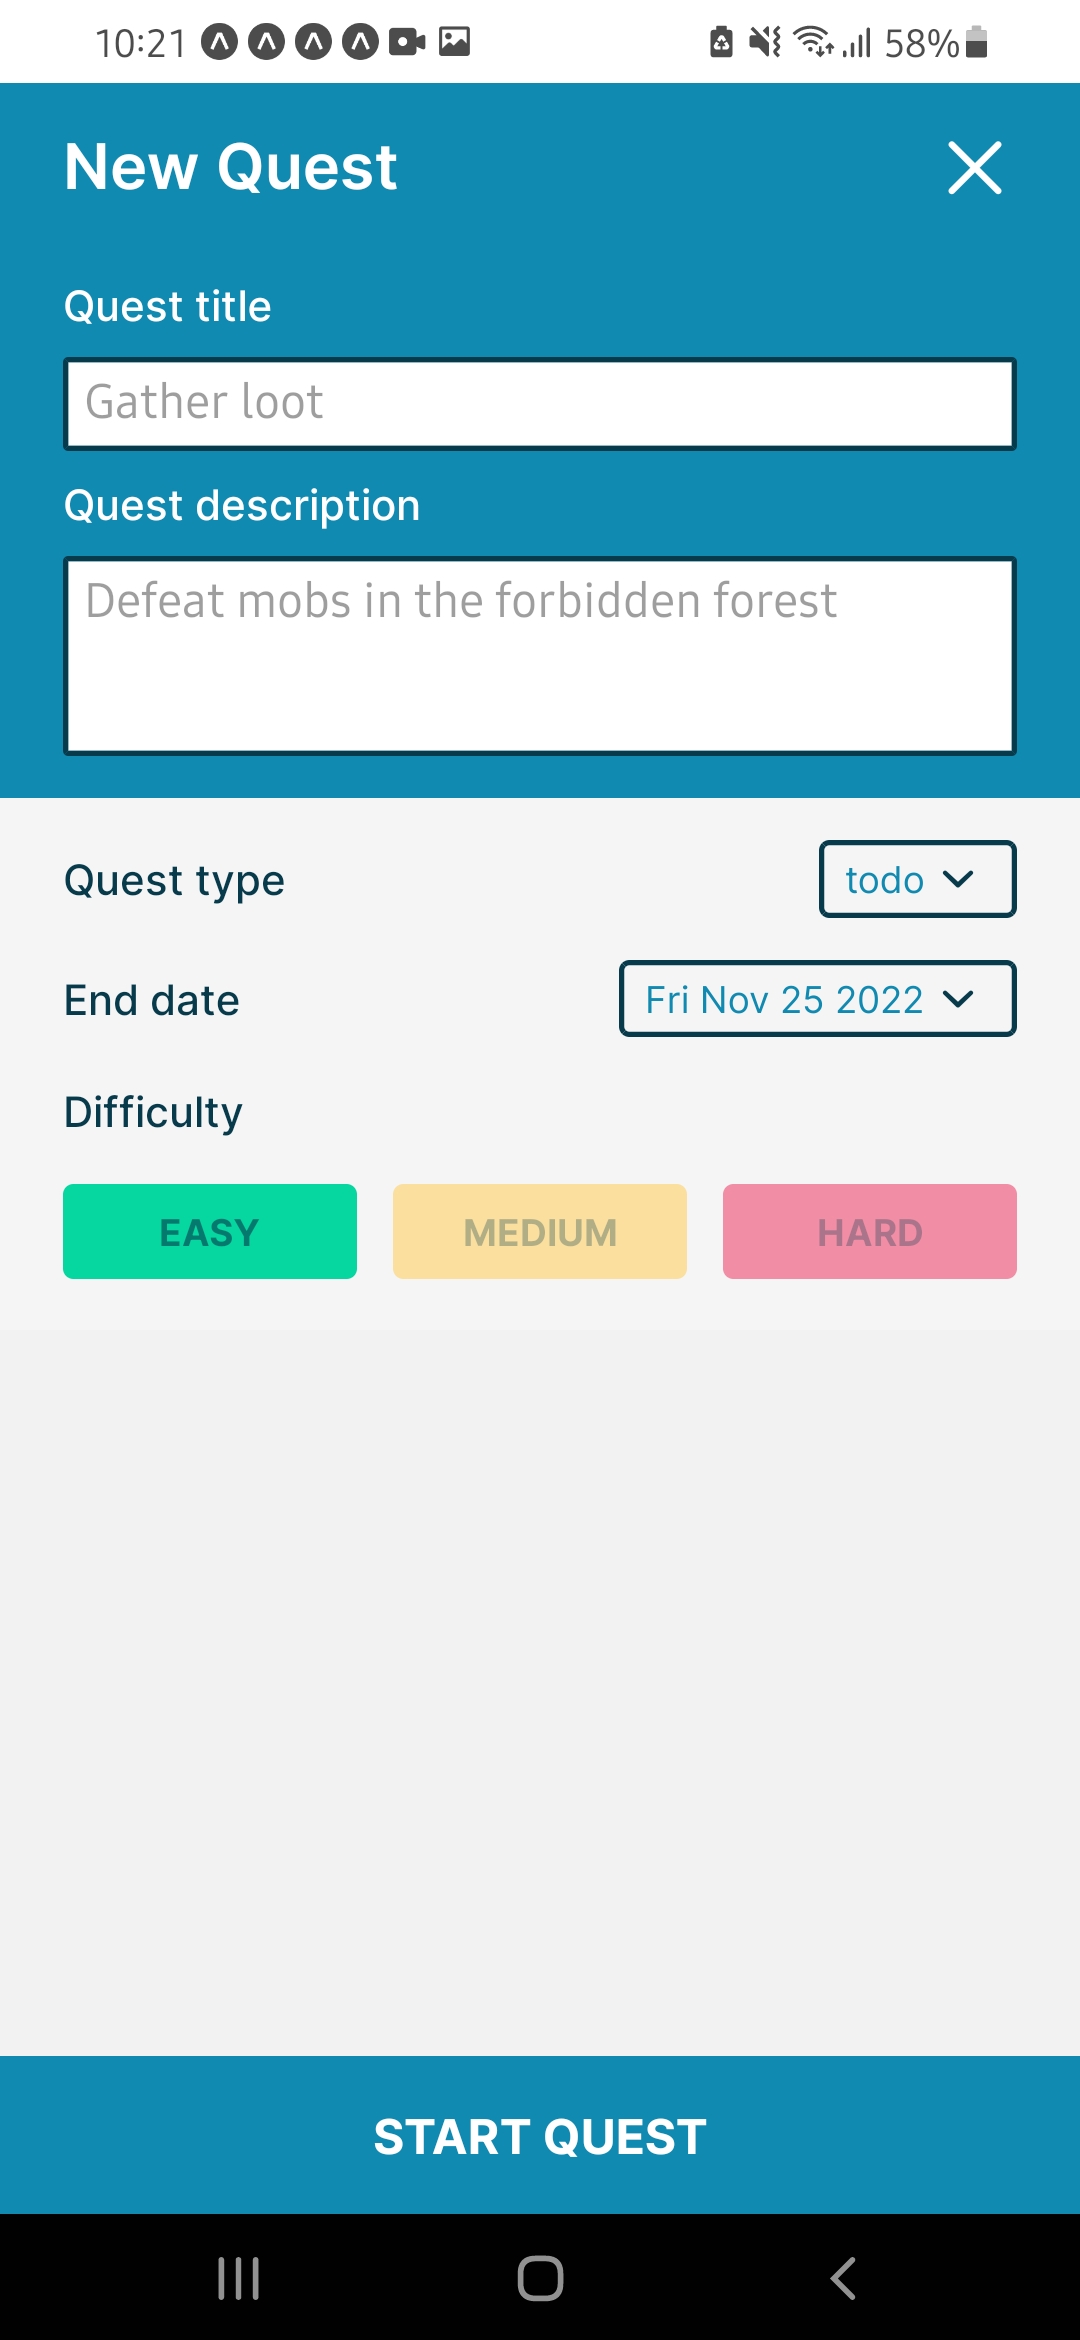 10:21 58%
New Quest
Quest title
Gather loot
Quest description
Defeat mobs in the forbidden forest
Quest type todo
End date Fri Nov 25 2022
Difficulty
EASY MEDIUM HARD
START QUEST